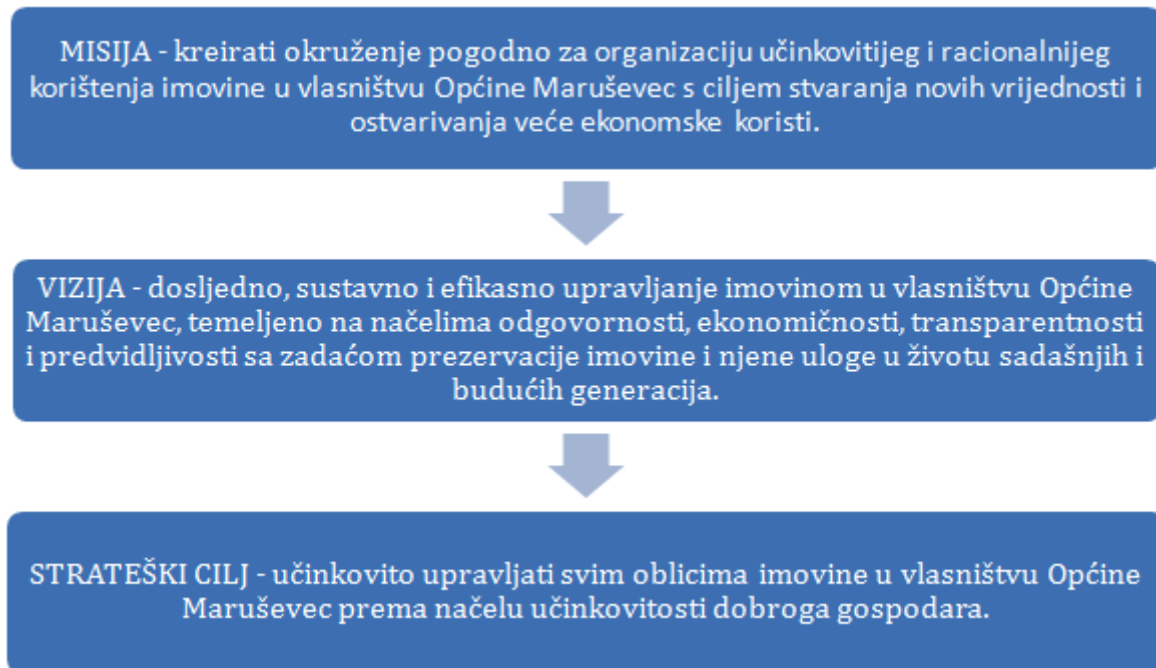 MISIJA - kreirati okruženje pogodno za organizaciju učinkovitijeg i racionalnijeg
korištenja imovine u vlasništvu Općine Maruševec s ciljem stvaranja novih vrijednosti i
ostvarivanja veće ekonomske koristi.
VIZIJA - dosljedno, sustavno i efikasno upravljanje imovinom u vlasništvu Općine
Maruševec, temeljeno na načelima odgovornosti, ekonomičnosti, transparentnosti
i predvidljivosti sa zadaćom prezervacije imovine i njene uloge u životu sadašnjih i
budućih generacija.
STRATEŠKI CILJ - učinkovito upravljati svim oblicima imovine u vlasništvu Općine
Maruševec prema načelu učinkovitosti dobroga gospodara.